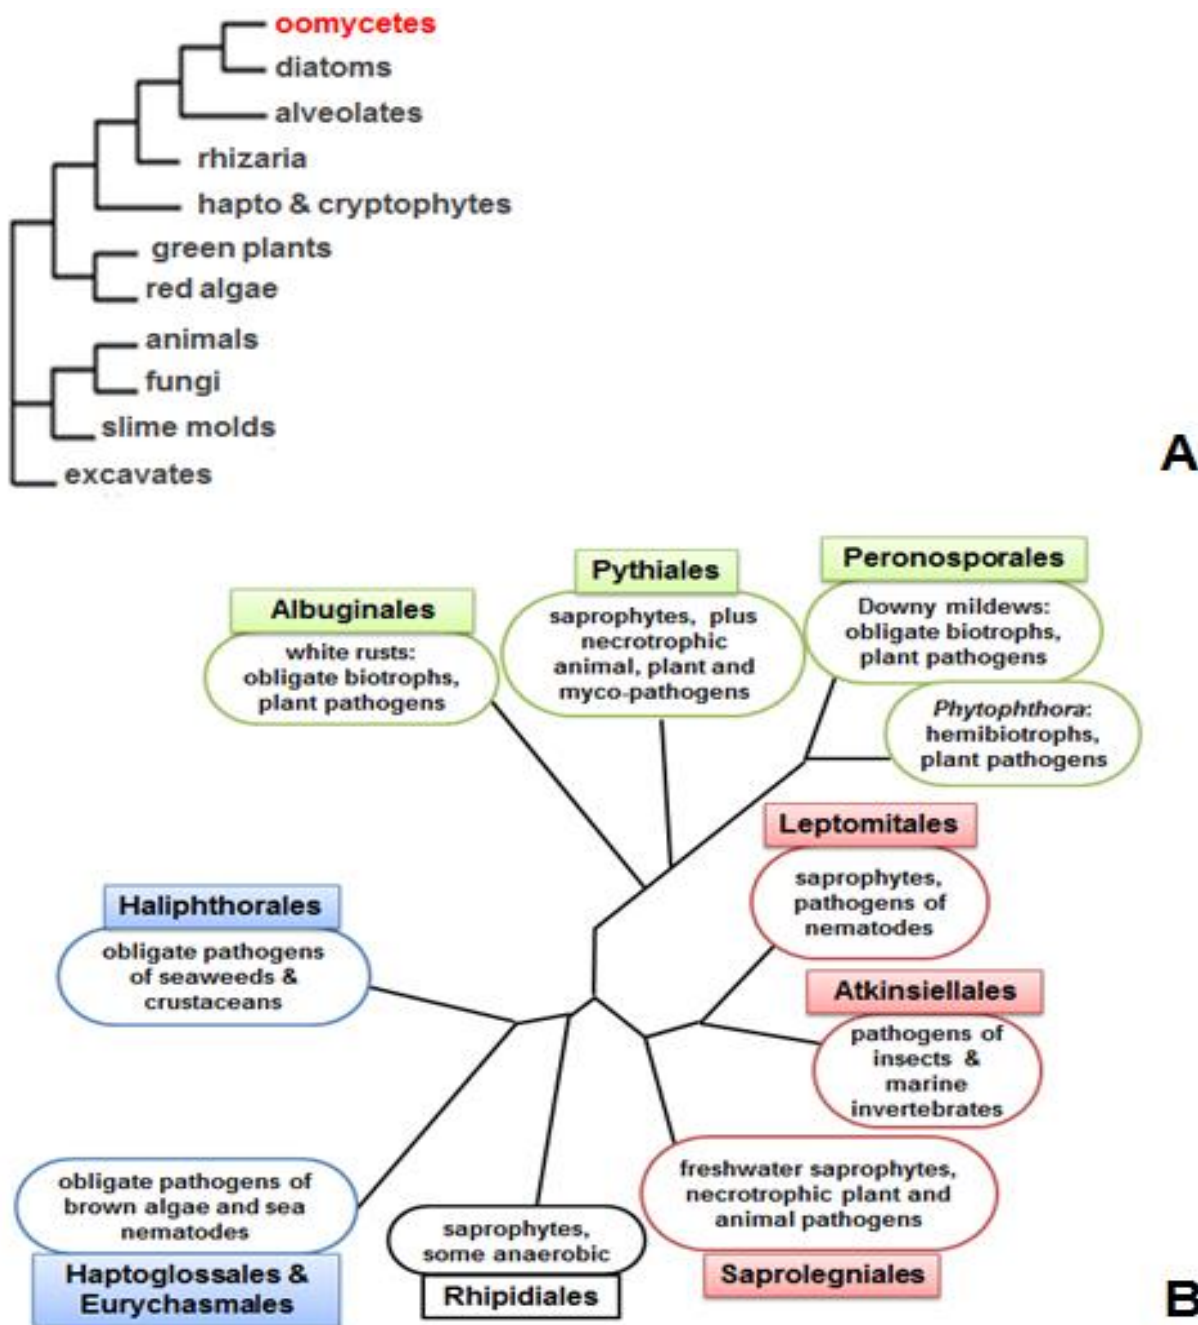 oomycetes
diatoms
alveolates
rhizaria
hapto & cryptophytes
green plants
red algae
animals
fungi
slime molds
excavates
A
Albuginales
white rusts:
obligate biotrophs,
plant pathogens
Pythiales
saprophytes, plus
necrotrophic
animal, plant and
myco-pathogens
Peronosporales
Downy mildews:
obligate biotrophs,
plant pathogens
Phytophthora:
hemibiotrophs,
plant pathogens
Leptomitales
saprophytes,
pathogens of
nematodes
Haliphthorales
obligate pathogens
of seaweeds &
crustaceans
Atkinsiellales
pathogens of
insects &
marine
invertebrates
obligate pathogens of
brown algae and sea
nematodes
Haptoglossales &
Eurychasmales
saprophytes,
some anaerobic
Rhipidiales
freshwater saprophytes,
necrotrophic plant and
animal pathogens
Saprolegniales
B